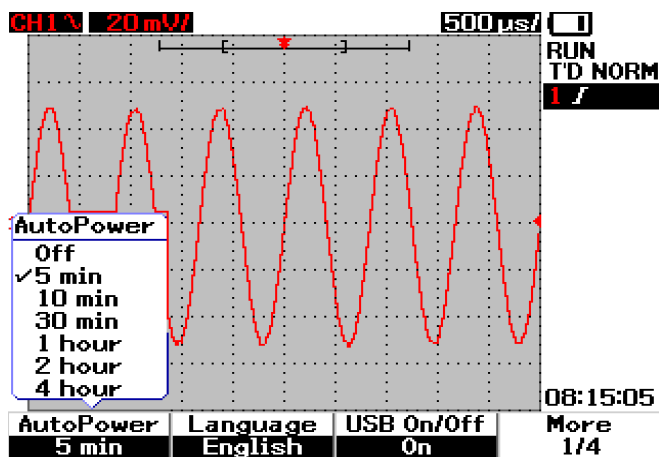 CH1 20 mV/ 500 µs/
RUN
T'D NORM
1
AutoPower
Off
✓5 min
10 min
30 min
1 hour
2 hour
4 hour
08:15:05
AutoPower Language USB On/Off More
5 min English On 1/4